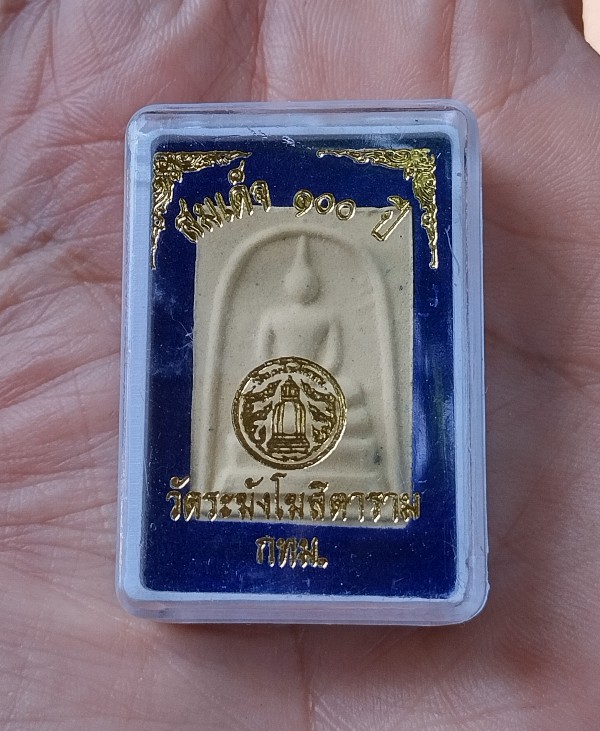 สมเด็จ ๑๐๐ ปี
วัดระฆังโฆสิตาราม
กทม.